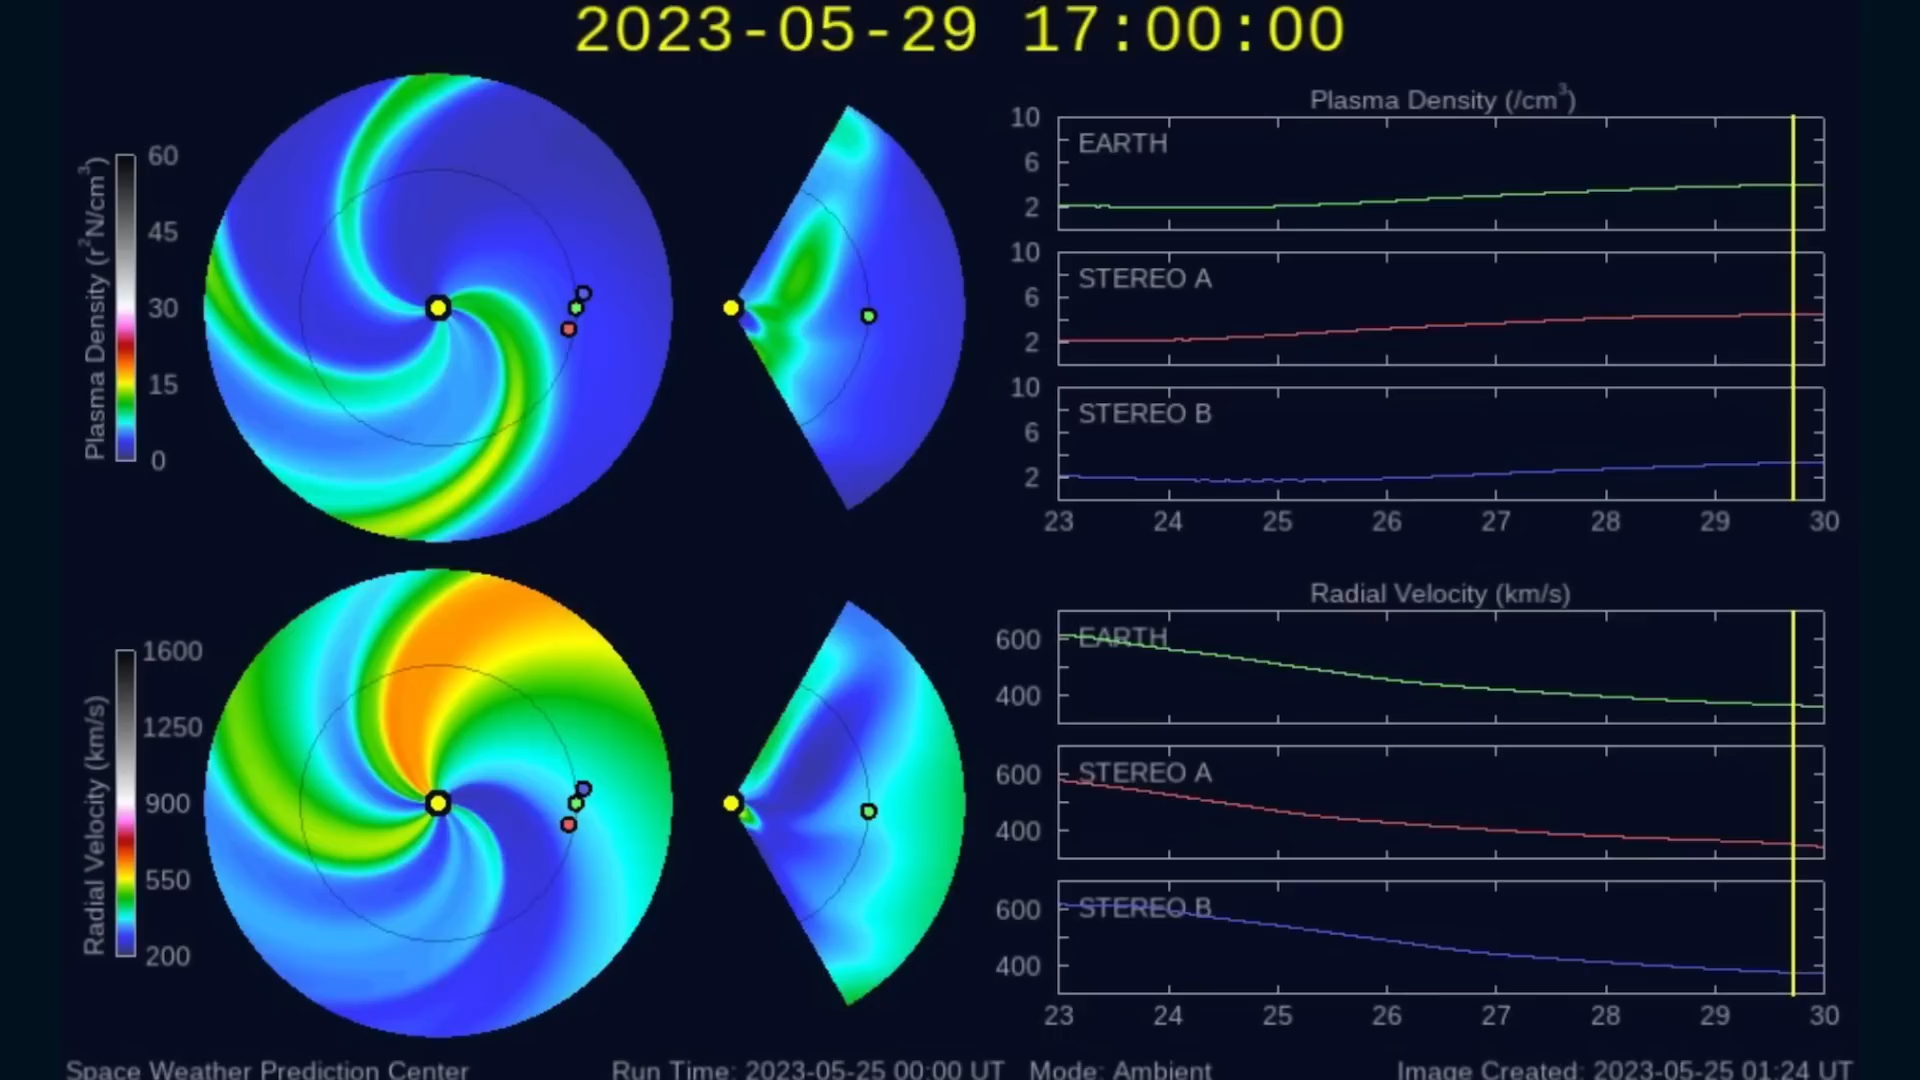 2023-05-29 17:00:00
Plasma Density (r²N/cm³)
60
45
30
15
0
Plasma Density (/cm³)
10
6
2
EARTH
10
6
2
STEREO A
10
6
2
STEREO B
23 24 25 26 27 28 29 30
Radial Velocity (km/s)
1600
1250
900
550
200
Radial Velocity (km/s)
600
400
EARTH
600
400
STEREO A
600
400
STEREO B
23 24 25 26 27 28 29 30
Space Weather Prediction Center Run Time: 2023-05-25 00:00 UT Mode: Ambient Image Created: 2023-05-25 01:24 UT